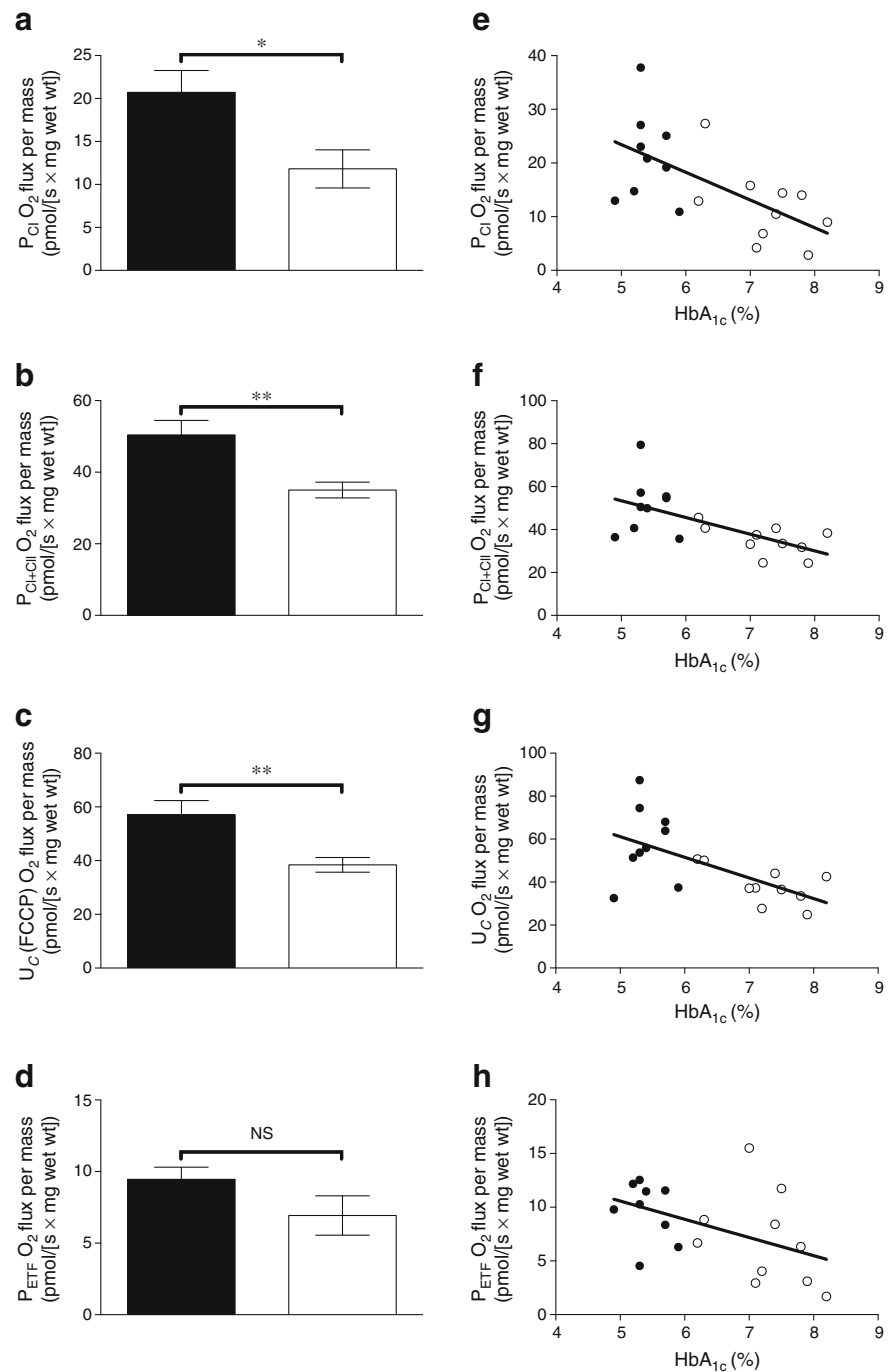 a
*
25
20
15
10
5
0
P_CI O₂ flux per mass
(pmol/[s × mg wet wt])
e
40
30
20
10
0
P_CI O₂ flux per mass
(pmol/[s × mg wet wt])
4 5 6 7 8 9
HbA₁c (%)
b
**
60
40
20
0
P_CI+CII O₂ flux per mass
(pmol/[s × mg wet wt])
f
100
80
60
40
20
0
P_CI+CII O₂ flux per mass
(pmol/[s × mg wet wt])
4 5 6 7 8 9
HbA₁c (%)
c
**
80
60
40
20
0
U_C (FCCP) O₂ flux per mass
(pmol/[s × mg wet wt])
g
100
80
60
40
20
0
U_C O₂ flux per mass
(pmol/[s × mg wet wt])
4 5 6 7 8 9
HbA₁c (%)
d
NS
15
10
5
0
P_ETF O₂ flux per mass
(pmol/[s × mg wet wt])
h
20
15
10
5
0
P_ETF O₂ flux per mass
(pmol/[s × mg wet wt])
4 5 6 7 8 9
HbA₁c (%)